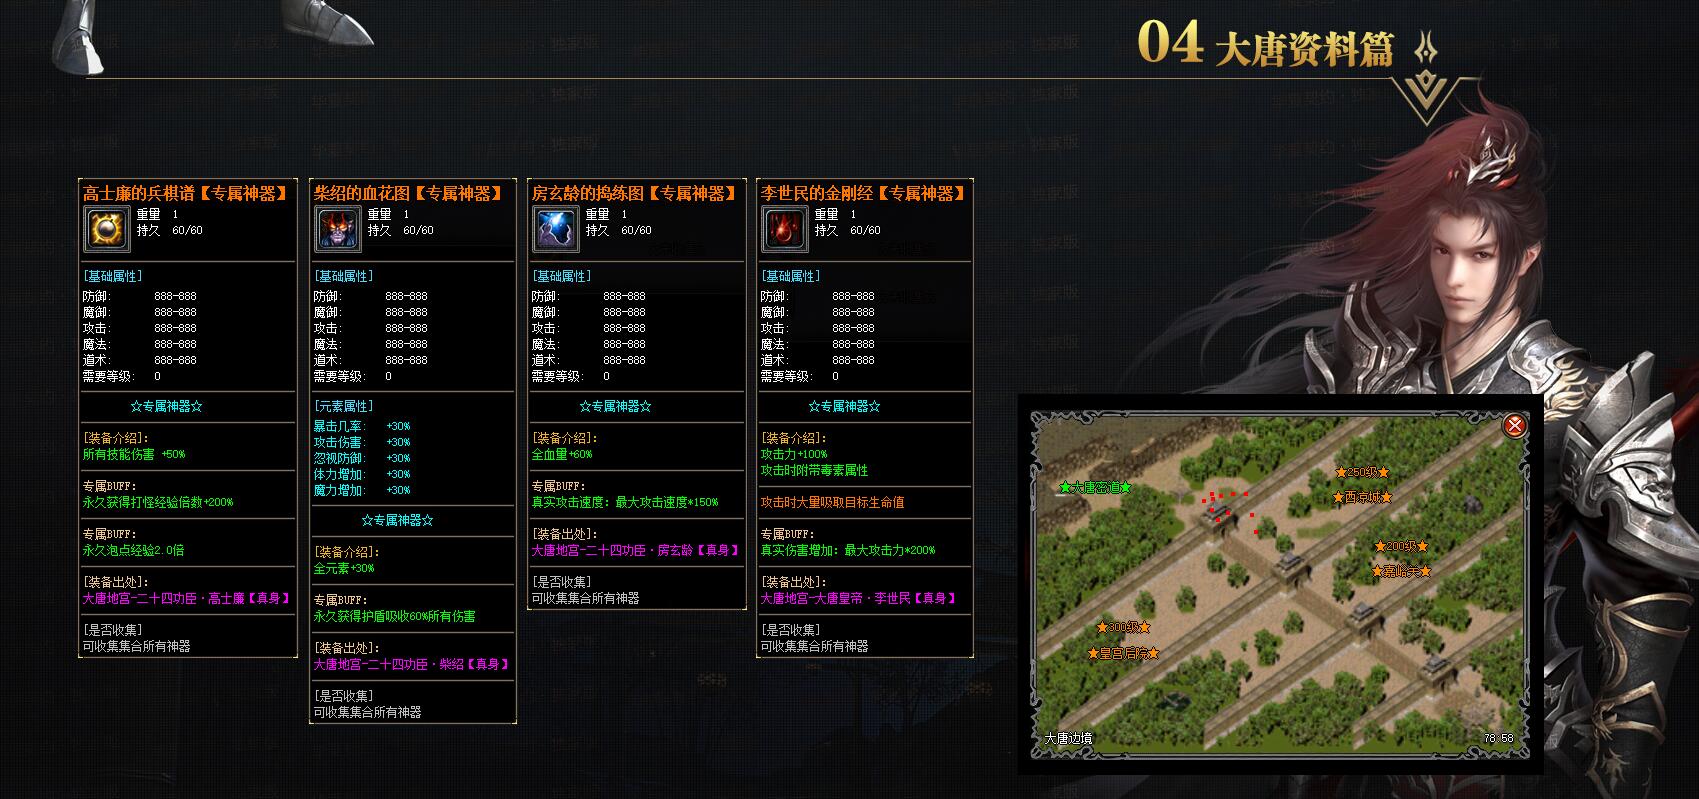 04 大唐资料篇
高士廉的兵棋谱【专属神器】
重量 1
持久 60/60
[基础属性]
防御: 888-888
魔御: 888-888
攻击: 888-888
魔法: 888-888
道术: 888-888
需要等级: 0
☆专属神器☆
[装备介绍]:
所有技能伤害 +50%
专属BUFF:
永久获得打怪经验倍数+200%
专属BUFF:
永久泡点经验2.0倍
[装备出处]:
大唐地宫-二十四功臣·高士廉【真身】
[是否收集]
可收集集合所有神器
柴绍的血花图【专属神器】
重量 1
持久 60/60
[基础属性]
防御: 888-888
魔御: 888-888
攻击: 888-888
魔法: 888-888
道术: 888-888
需要等级: 0
[元素属性]
暴击几率: +30%
攻击伤害: +30%
忽视防御: +30%
体力增加: +30%
魔力增加: +30%
☆专属神器☆
[装备介绍]:
全元素+30%
专属BUFF:
永久获得护盾吸收60%所有伤害
[装备出处]:
大唐地宫-二十四功臣·柴绍【真身】
[是否收集]
可收集集合所有神器
房玄龄的捣练图【专属神器】
重量 1
持久 60/60
[基础属性]
防御: 888-888
魔御: 888-888
攻击: 888-888
魔法: 888-888
道术: 888-888
需要等级: 0
☆专属神器☆
[装备介绍]:
全血量+60%
专属BUFF:
真实攻击速度: 最大攻击速度*150%
[装备出处]:
大唐地宫-二十四功臣·房玄龄【真身】
[是否收集]
可收集集合所有神器
李世民的金刚经【专属神器】
重量 1
持久 60/60
[基础属性]
防御: 888-888
魔御: 888-888
攻击: 888-888
魔法: 888-888
道术: 888-888
需要等级: 0
☆专属神器☆
[装备介绍]:
攻击力+100%
攻击时附带毒素属性
攻击时大量吸取目标生命值
专属BUFF:
真实伤害增加: 最大攻击力*200%
[装备出处]:
大唐地宫-大唐皇帝·李世民【真身】
[是否收集]
可收集集合所有神器
★大唐密道★
★250级★
★西凉城★
★200级★
★嘉峪关★
★300级★
★皇宫后院★
大唐边境
78:58